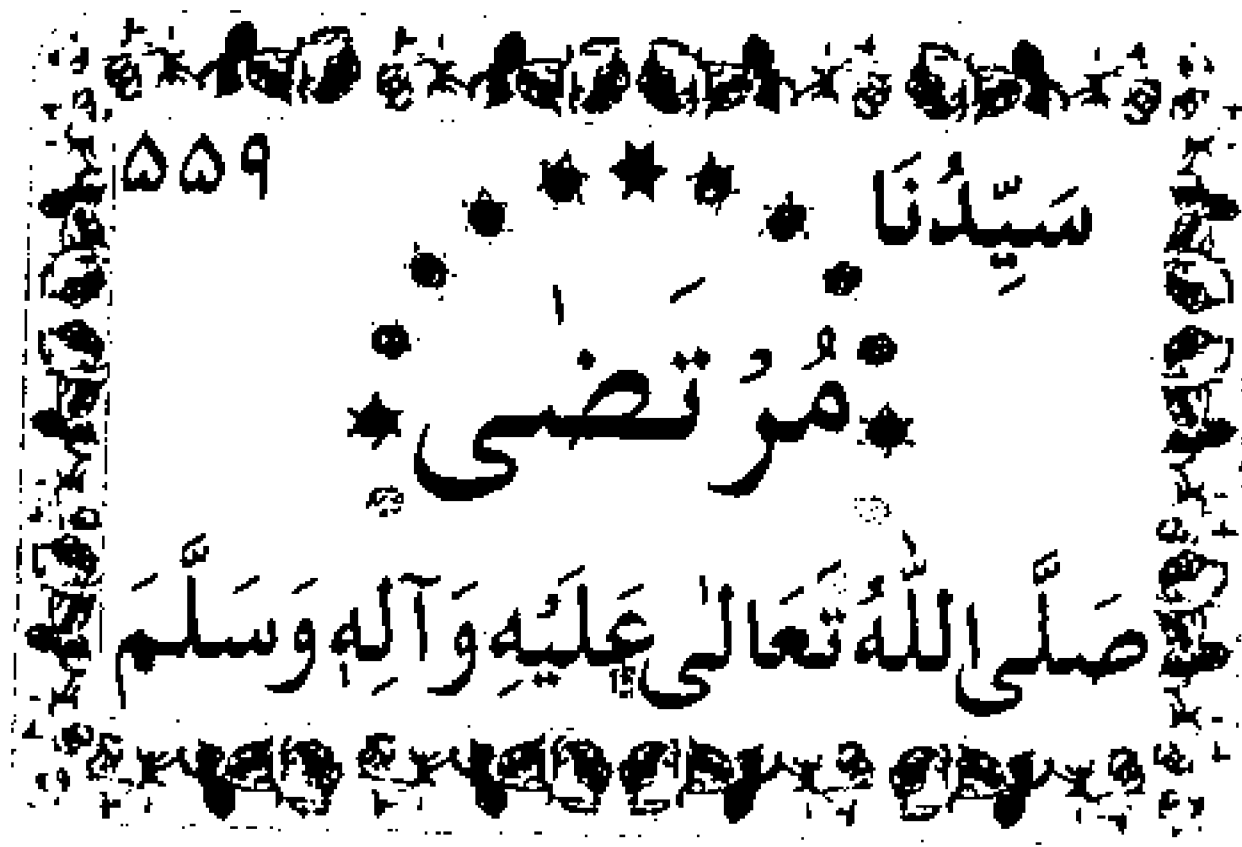 سَيِّدُنَا ۵۵۹
مُرْتَضٰى
صَلَّى اللّٰهُ تَعَالٰى عَلَيْهِ وَآلِهٖ وَسَلَّمَ